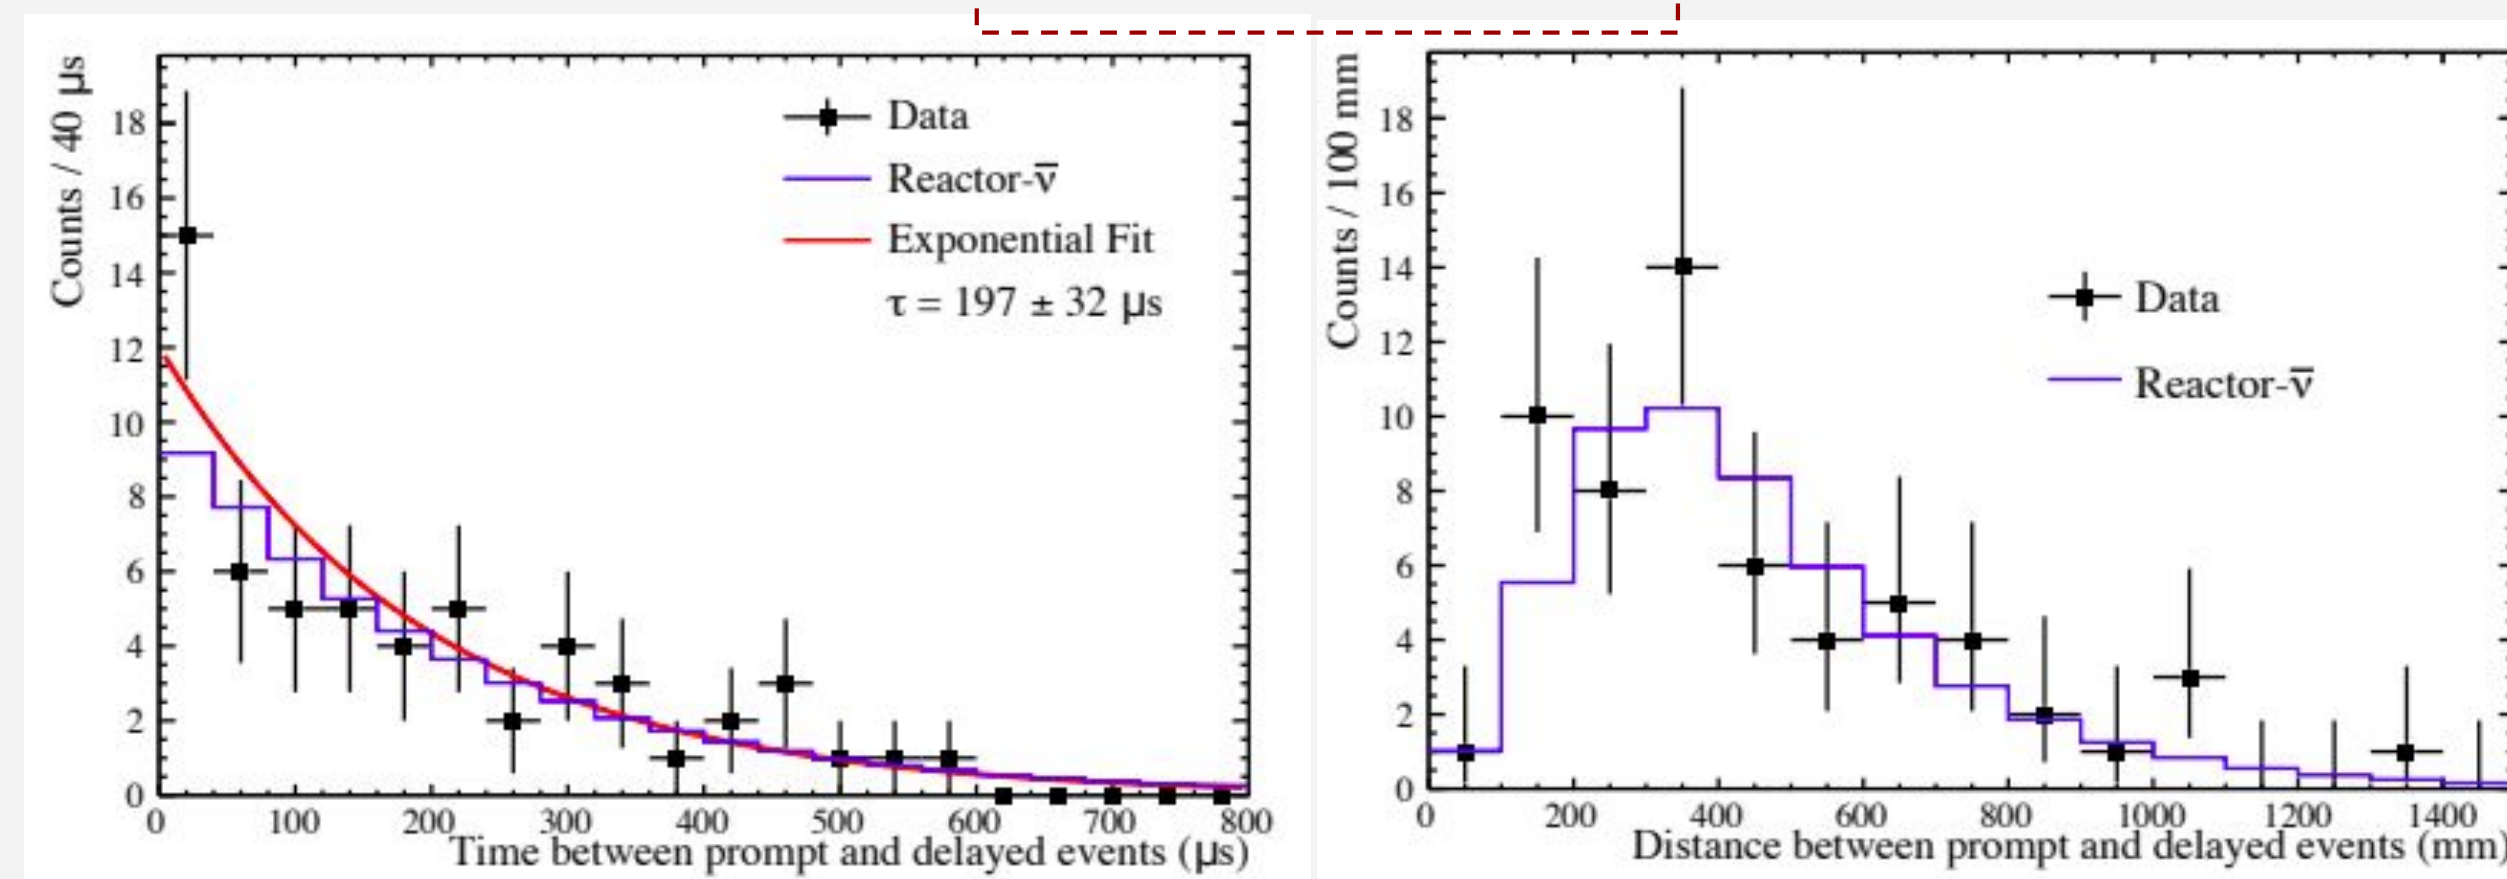 Counts / 40 μs
18
16
14
12
10
8
6
4
2
0
0 100 200 300 400 500 600 700 800
Time between prompt and delayed events (μs)
Data
Reactor-ν̅
Exponential Fit
τ = 197 ± 32 μs
Counts / 100 mm
18
16
14
12
10
8
6
4
2
0
0 200 400 600 800 1000 1200 1400
Distance between prompt and delayed events (mm)
Data
Reactor-ν̅